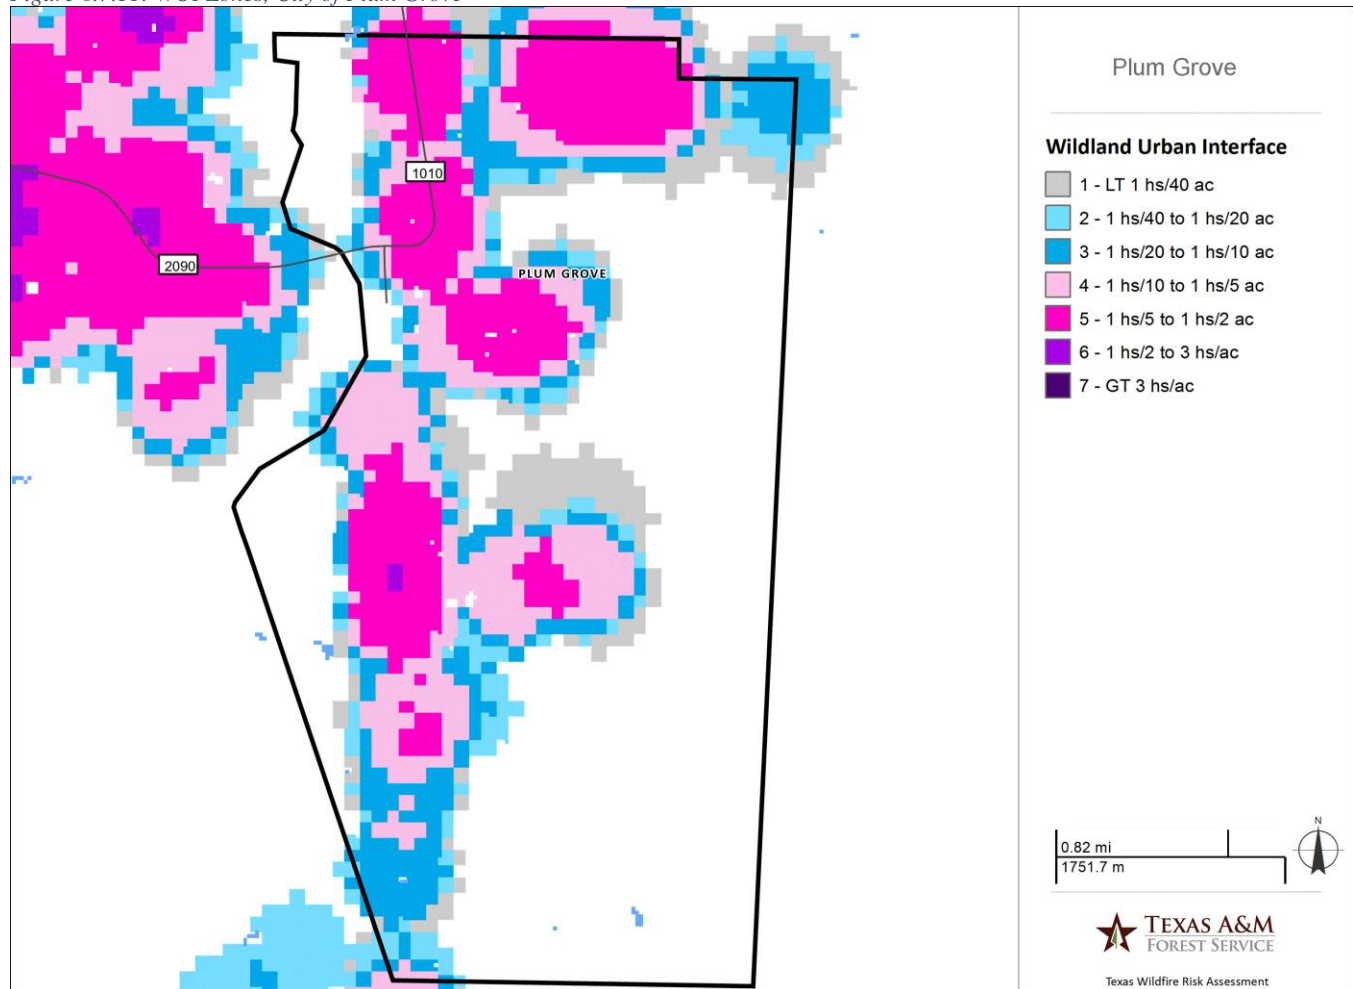 1010
2090
PLUM GROVE
Plum Grove
Wildland Urban Interface
1 - LT 1 hs/40 ac
2 - 1 hs/40 to 1 hs/20 ac
3 - 1 hs/20 to 1 hs/10 ac
4 - 1 hs/10 to 1 hs/5 ac
5 - 1 hs/5 to 1 hs/2 ac
6 - 1 hs/2 to 3 hs/ac
7 - GT 3 hs/ac
0.82 mi
1751.7 m
N
TEXAS A&M
FOREST SERVICE
Texas Wildfire Risk Assessment